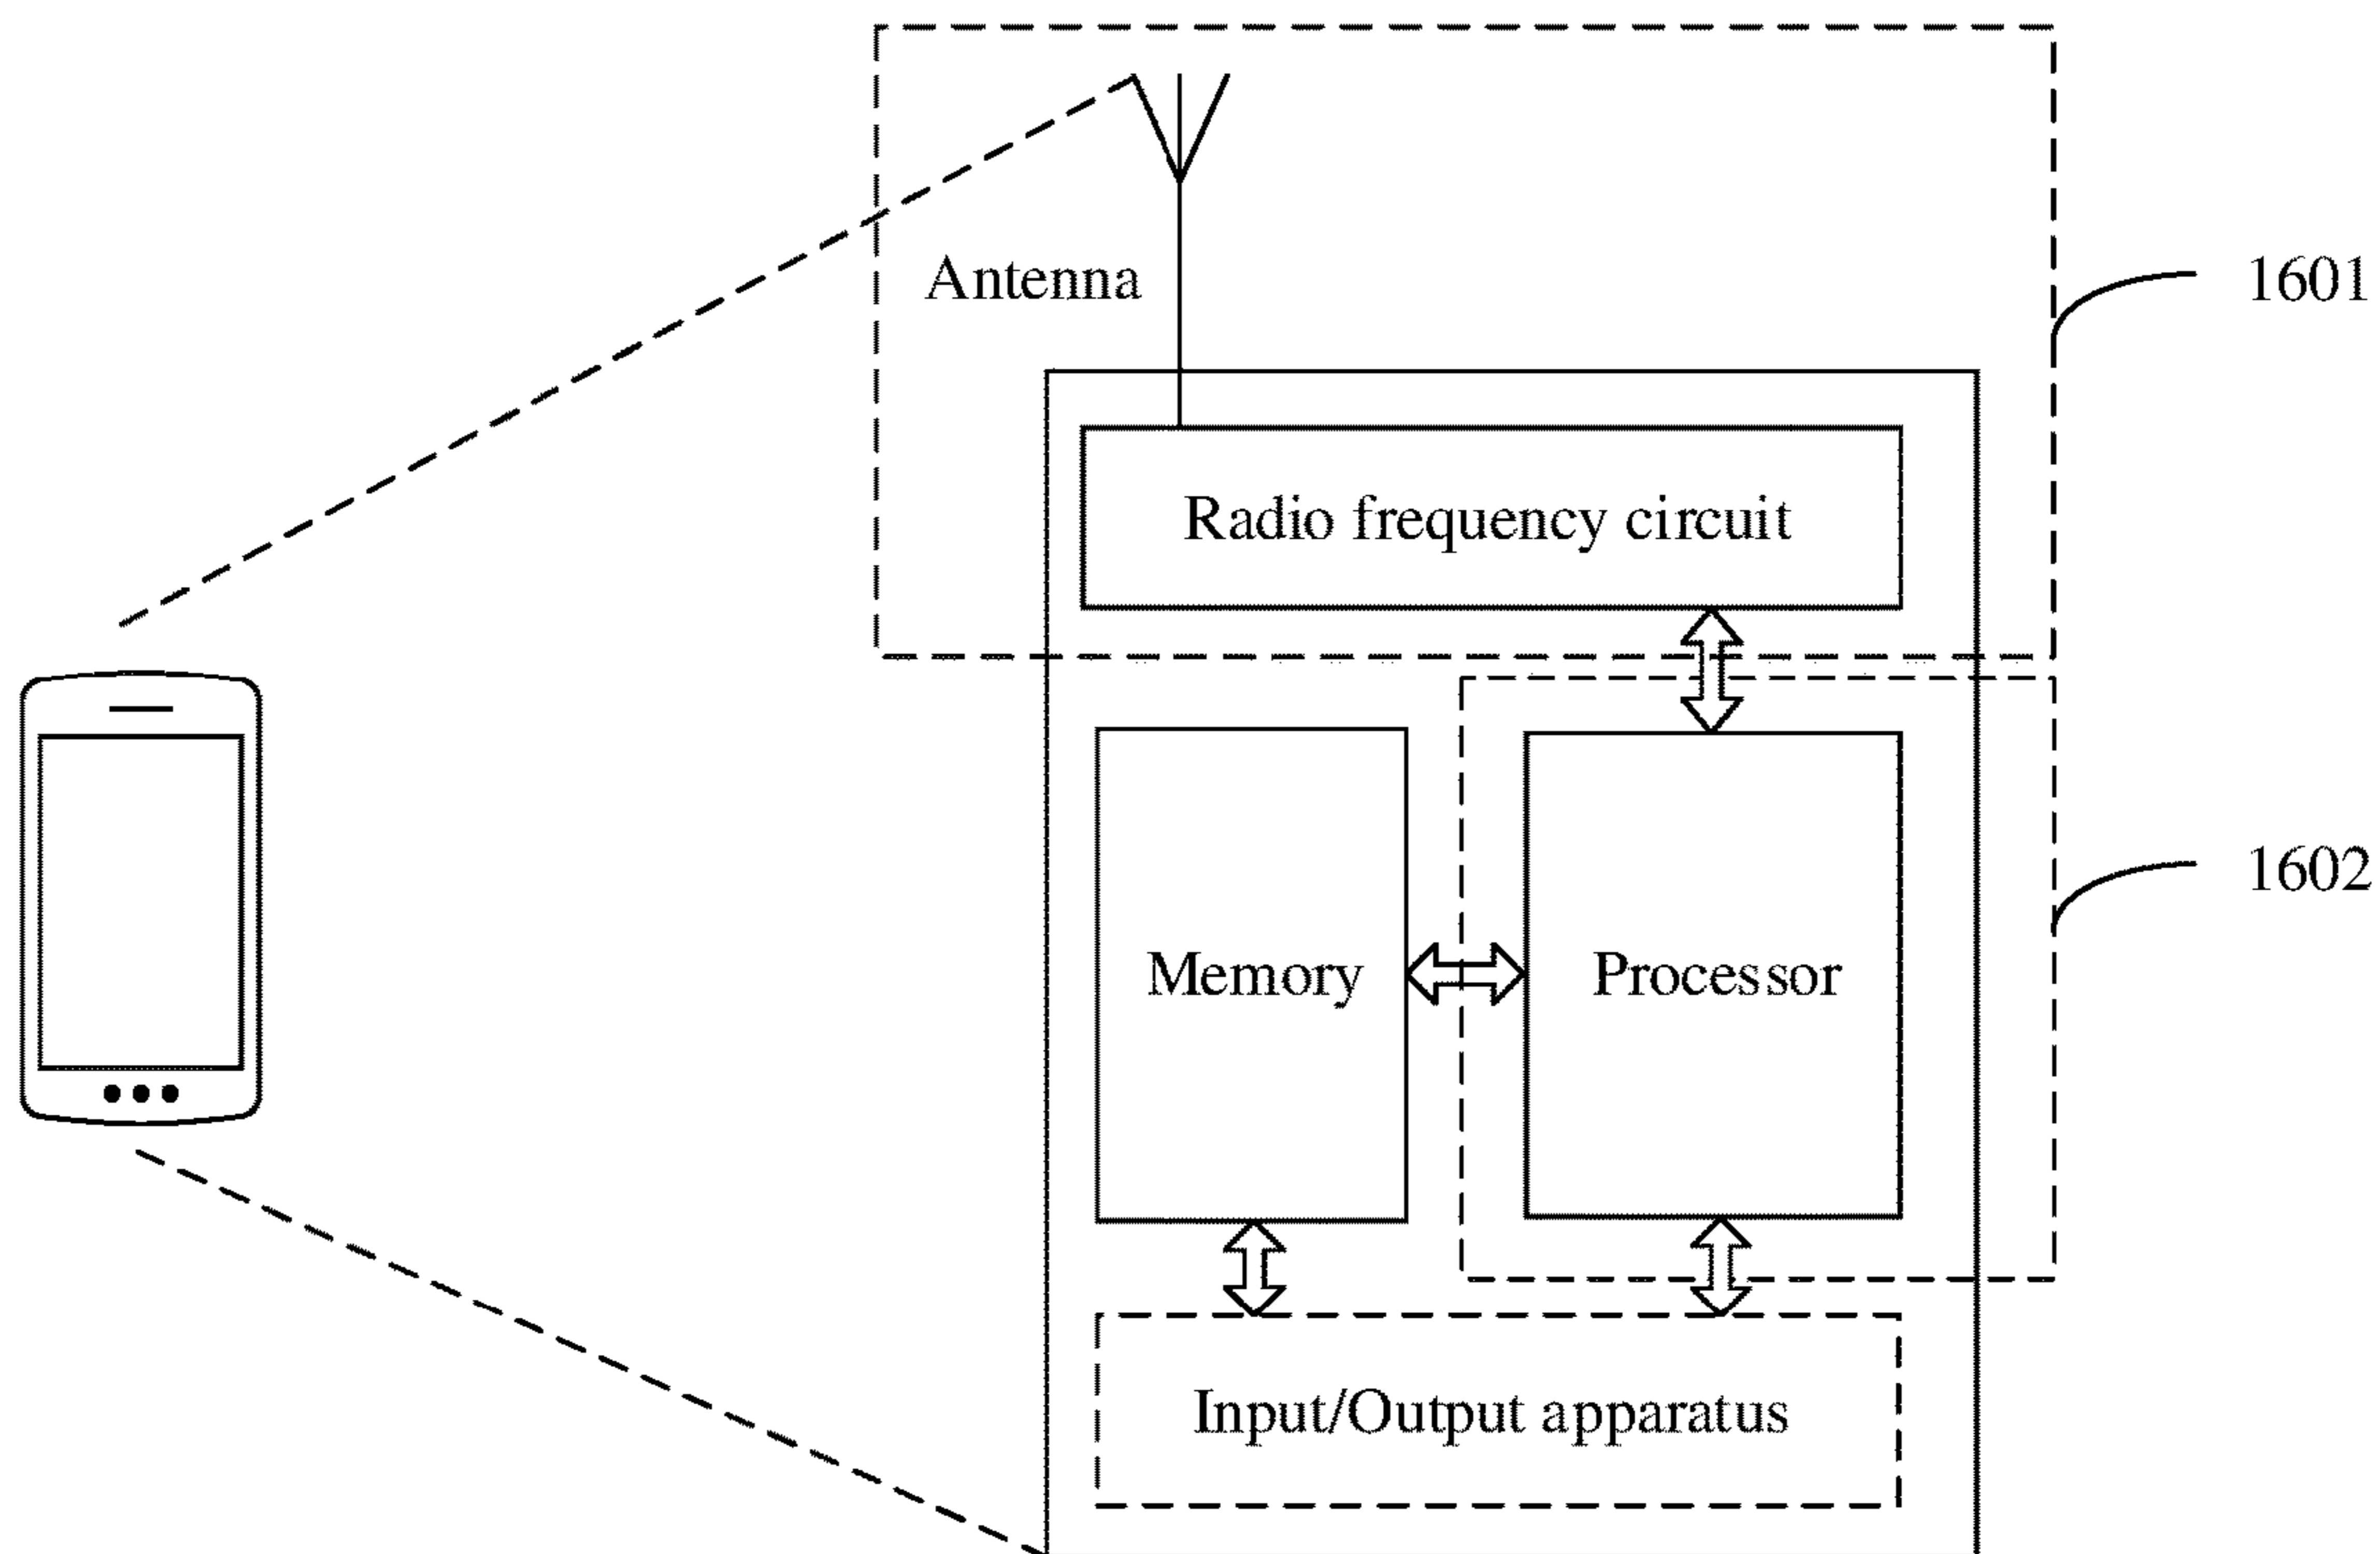 Antenna
1601
Radio frequency circuit
1602
Memory
Processor
Input/Output apparatus